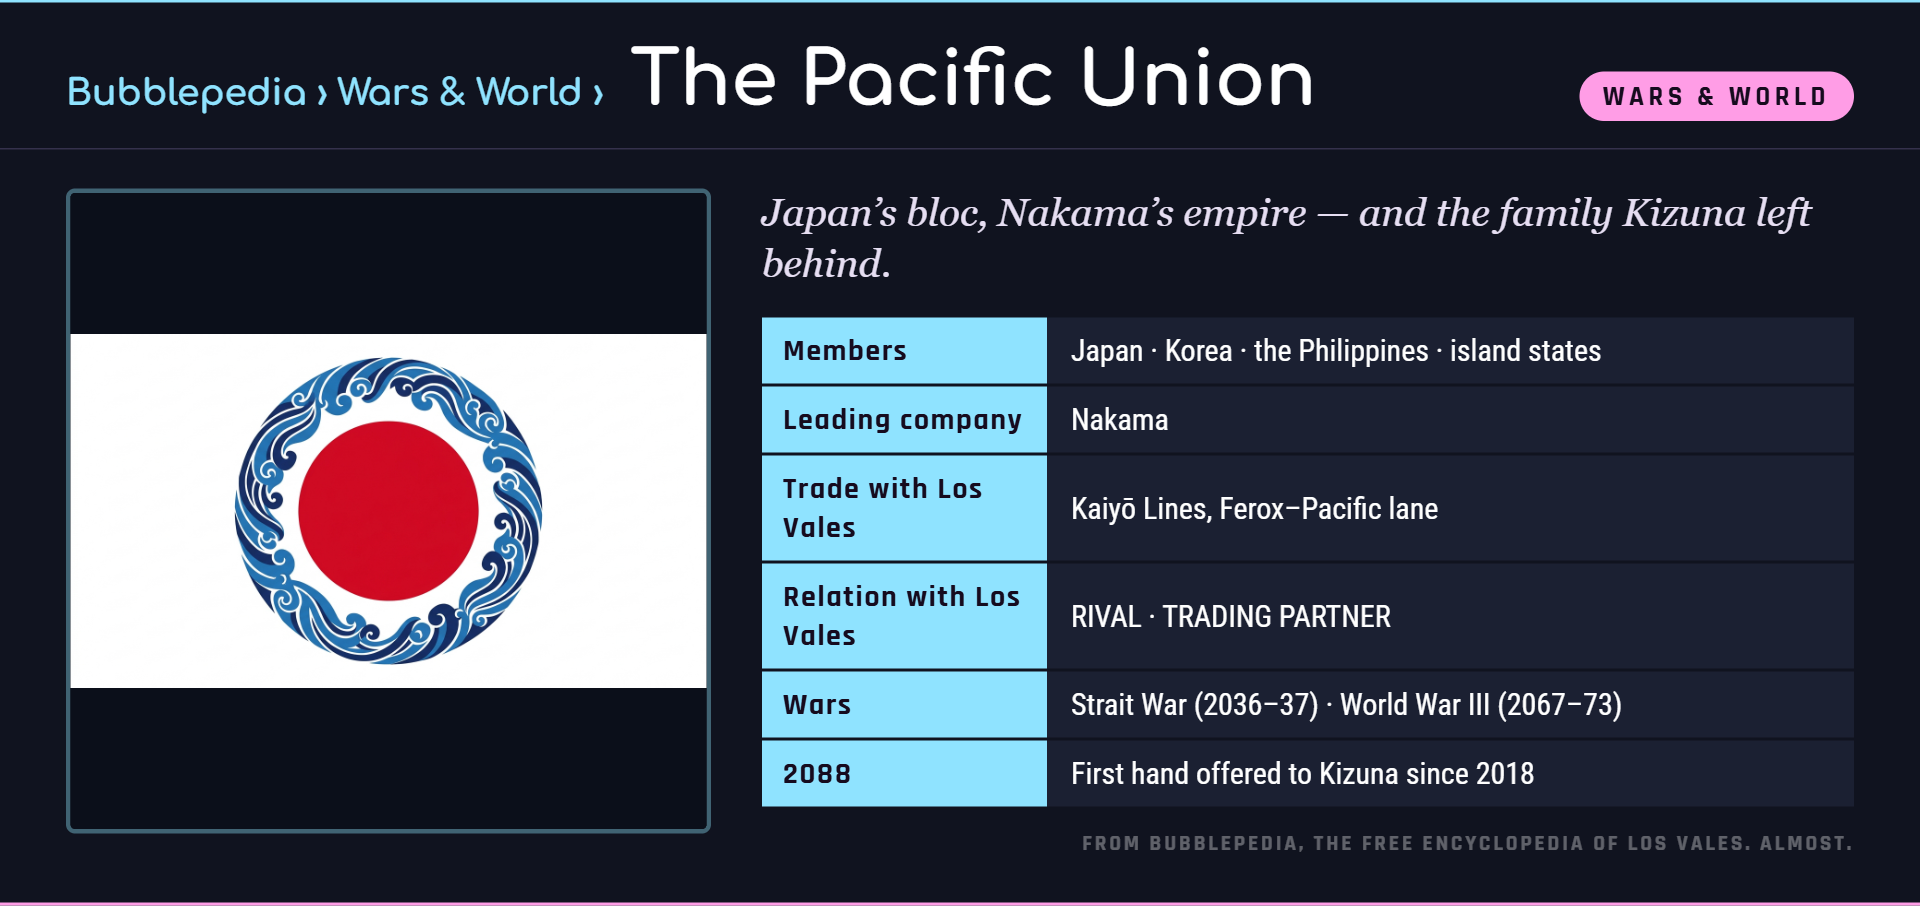 Bubblepedia › Wars & World › The Pacific Union
WARS & WORLD
Japan’s bloc, Nakama’s empire — and the family Kizuna left
behind.
Members
Japan · Korea · the Philippines · island states
Leading company
Nakama
Trade with Los
Vales
Kaiyō Lines, Ferox–Pacific lane
Relation with Los
Vales
RIVAL · TRADING PARTNER
Wars
Strait War (2036–37) · World War III (2067–73)
2088
First hand offered to Kizuna since 2018
FROM BUBBLEPEDIA, THE FREE ENCYCLOPEDIA OF LOS VALES. ALMOST.